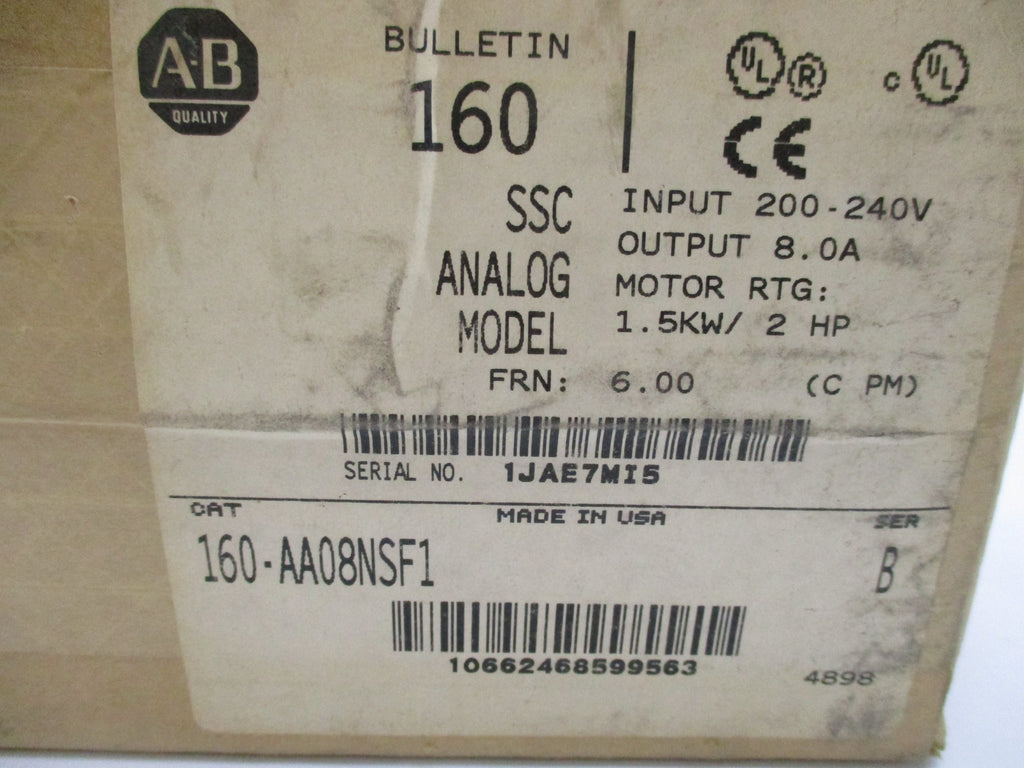 AB
QUALITY
BULLETIN
160
UL R c UL
CE
SSC
ANALOG
MODEL
INPUT 200-240V
OUTPUT 8.0A
MOTOR RTG:
1.5KW/ 2 HP
FRN: 6.00 (C PM)
SERIAL NO. 1JAE7MI5
CAT MADE IN USA SER
160-AA08NSF1 B
10662468599563
4898